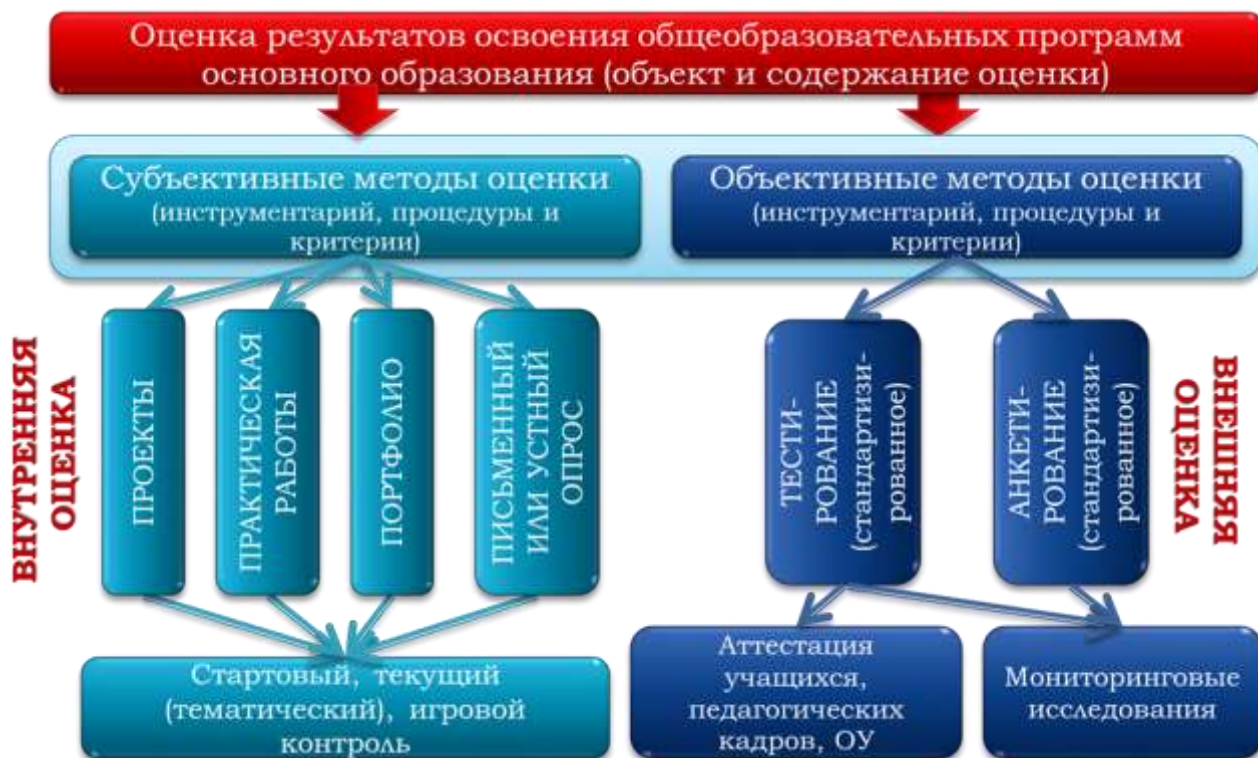 Оценка результатов освоения общеобразовательных программ
основного образования (объект и содержание оценки)
Субъективные методы оценки
(инструментарий, процедуры и
критерии)
Объективные методы оценки
(инструментарий, процедуры и
критерии)
ВНУТРЕННЯЯ
ОЦЕНКА
ПРОЕКТЫ
ПРАКТИЧЕСКАЯ
РАБОТЫ
ПОРТФОЛИО
ПИСЬМЕННЫЙ
ИЛИ УСТНЫЙ
ОПРОС
ТЕСТИ-
РОВАНИЕ
(стандартизи-
рованное)
АНКЕТИ-
РОВАНИЕ
(стандартизи-
рованное)
ВНЕШНЯЯ
ОЦЕНКА
Стартовый, текущий
(тематический), игровой
контроль
Аттестация
учащихся,
педагогических
кадров, ОУ
Мониторинговые
исследования